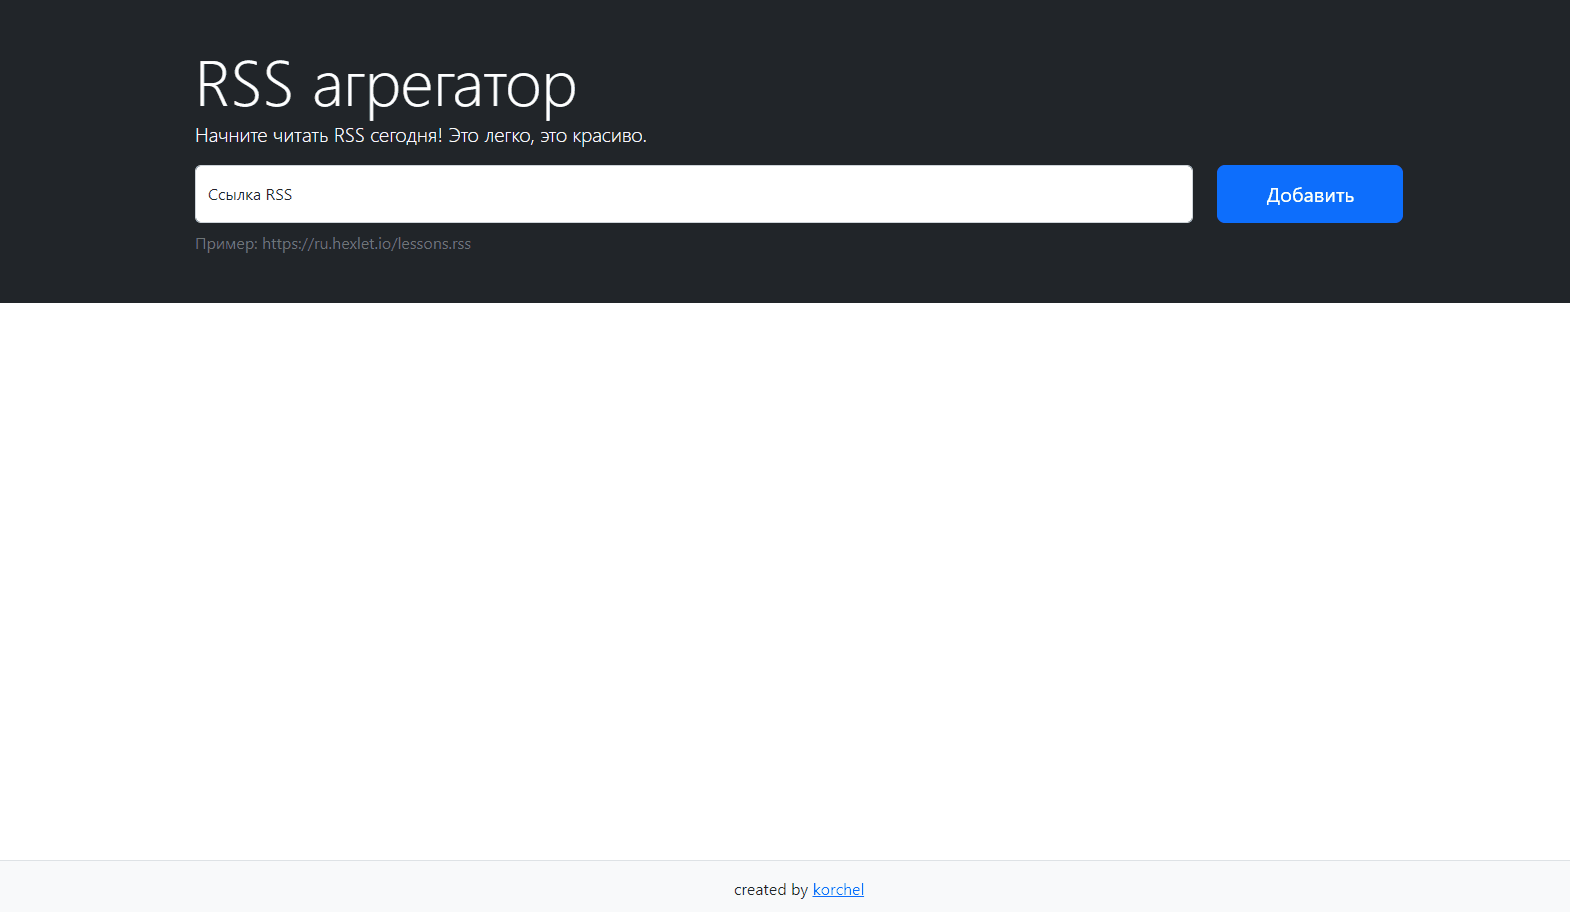 RSS агрегатор
Начните читать RSS сегодня! Это легко, это красиво.
Ссылка RSS
Добавить
Пример: https://ru.hexlet.io/lessons.rss
created by korchel